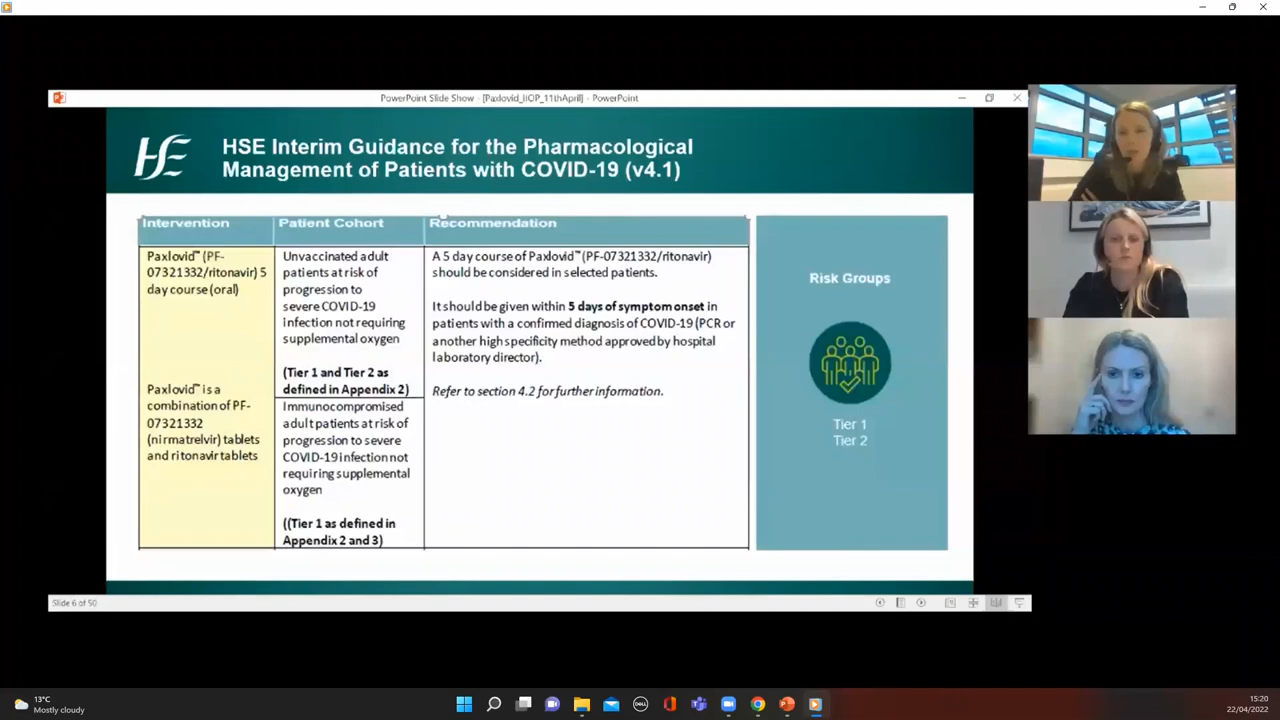 PowerPoint Slide Show - [Paxlovid_IIOP_11thApril] - PowerPoint
HSE Interim Guidance for the Pharmacological
Management of Patients with COVID-19 (v4.1)
Intervention
Patient Cohort
Recommendation
Paxlovid™ (PF-
07321332/ritonavir) 5
day course (oral)
Paxlovid™ is a
combination of PF-
07321332
(nirmatrelvir) tablets
and ritonavir tablets
Unvaccinated adult
patients at risk of
progression to
severe COVID-19
infection not requiring
supplemental oxygen
(Tier 1 and Tier 2 as
defined in Appendix 2)
Immunocompromised
adult patients at risk of
progression to severe
COVID-19 infection not
requiring supplemental
oxygen
((Tier 1 as defined in
Appendix 2 and 3)
A 5 day course of Paxlovid™ (PF-07321332/ritonavir)
should be considered in selected patients.
It should be given within 5 days of symptom onset in
patients with a confirmed diagnosis of COVID-19 (PCR or
another high specificity method approved by hospital
laboratory director).
Refer to section 4.2 for further information.
Risk Groups
Tier 1
Tier 2
Slide 6 of 50
13°C
Mostly cloudy
DELL
15:20
22/04/2022